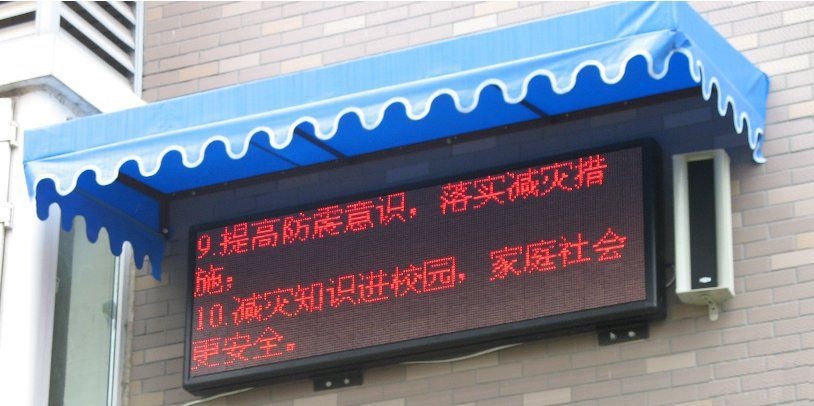 9.提高防震意识，落实减灾措
施；
10.减灾知识进校园，家庭社会
更安全。